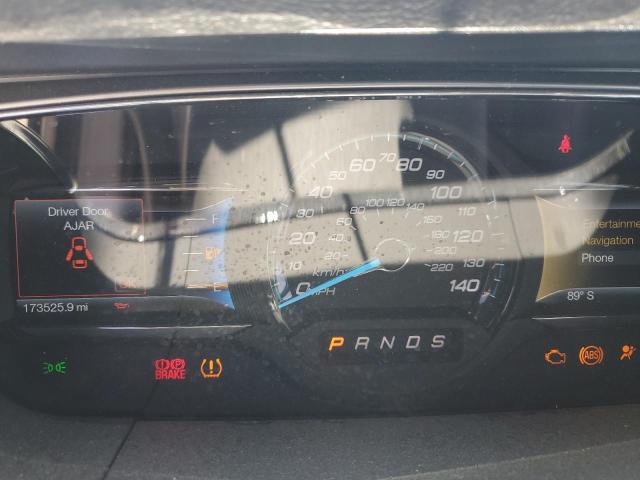 Driver Door
AJAR
OK
173525.9 mi
F
E
0 10 20 30 40 50 60 70 80 90 100 110 120 130 140
20 40 60 80 100 120 140 160 180 200 220
km/h
MPH
P R N D S
Entertainmen
Navigation
Phone
89° S
BRAKE
P
ABS